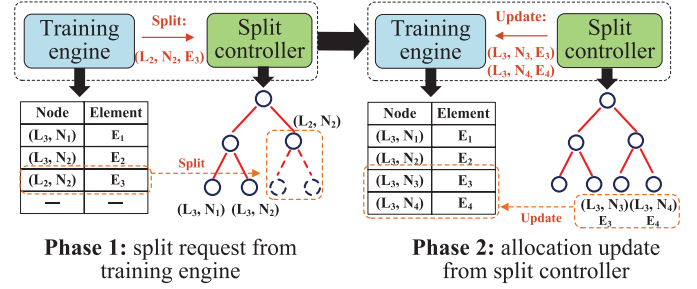 Training engine
Split:
(L2, N2, E3)
Split controller
Node Element
(L3, N1) E1
(L3, N2) E2
(L2, N2) E3
— —
Split
(L2, N2)
(L3, N1) (L3, N2)
Phase 1: split request from
training engine
Training engine
Update:
(L3, N3, E3)
(L3, N4, E4)
Split controller
Node Element
(L3, N1) E1
(L3, N2) E2
(L3, N3) E3
(L3, N4) E4
(L3, N3) (L3, N4)
E3 E4
Update
Phase 2: allocation update
from split controller